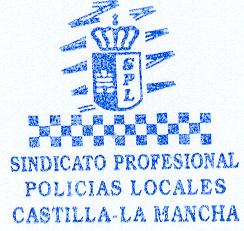 SPL
SINDICATO PROFESIONAL
POLICIAS LOCALES
CASTILLA-LA MANCHA